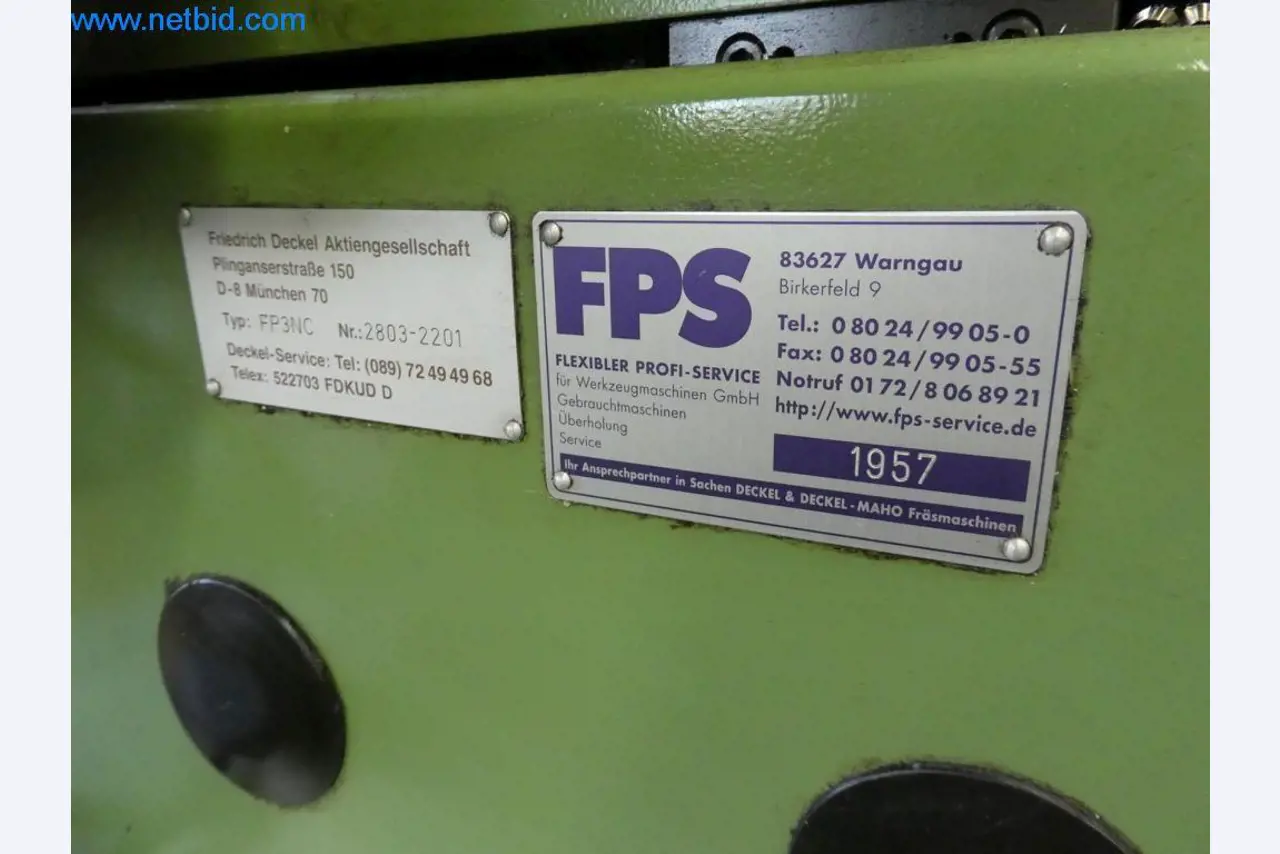 www.netbid.com
Friedrich Deckel Aktiengesellschaft
Plinganserstraße 150
D-8 München 70
Typ: FP3NC Nr.:2803-2201
Deckel-Service: Tel: (089) 72 49 49 68
Telex: 522703 FDKUD D
FPS
FLEXIBLER PROFI-SERVICE
für Werkzeugmaschinen GmbH
Gebrauchtmaschinen
Überholung
Service
83627 Warngau
Birkerfeld 9
Tel.: 0 80 24/99 05-0
Fax: 0 80 24/99 05-55
Notruf 01 72/8 06 89 21
http://www.fps-service.de
1957
Ihr Ansprechpartner in Sachen DECKEL & DECKEL-MAHO Fräsmaschinen